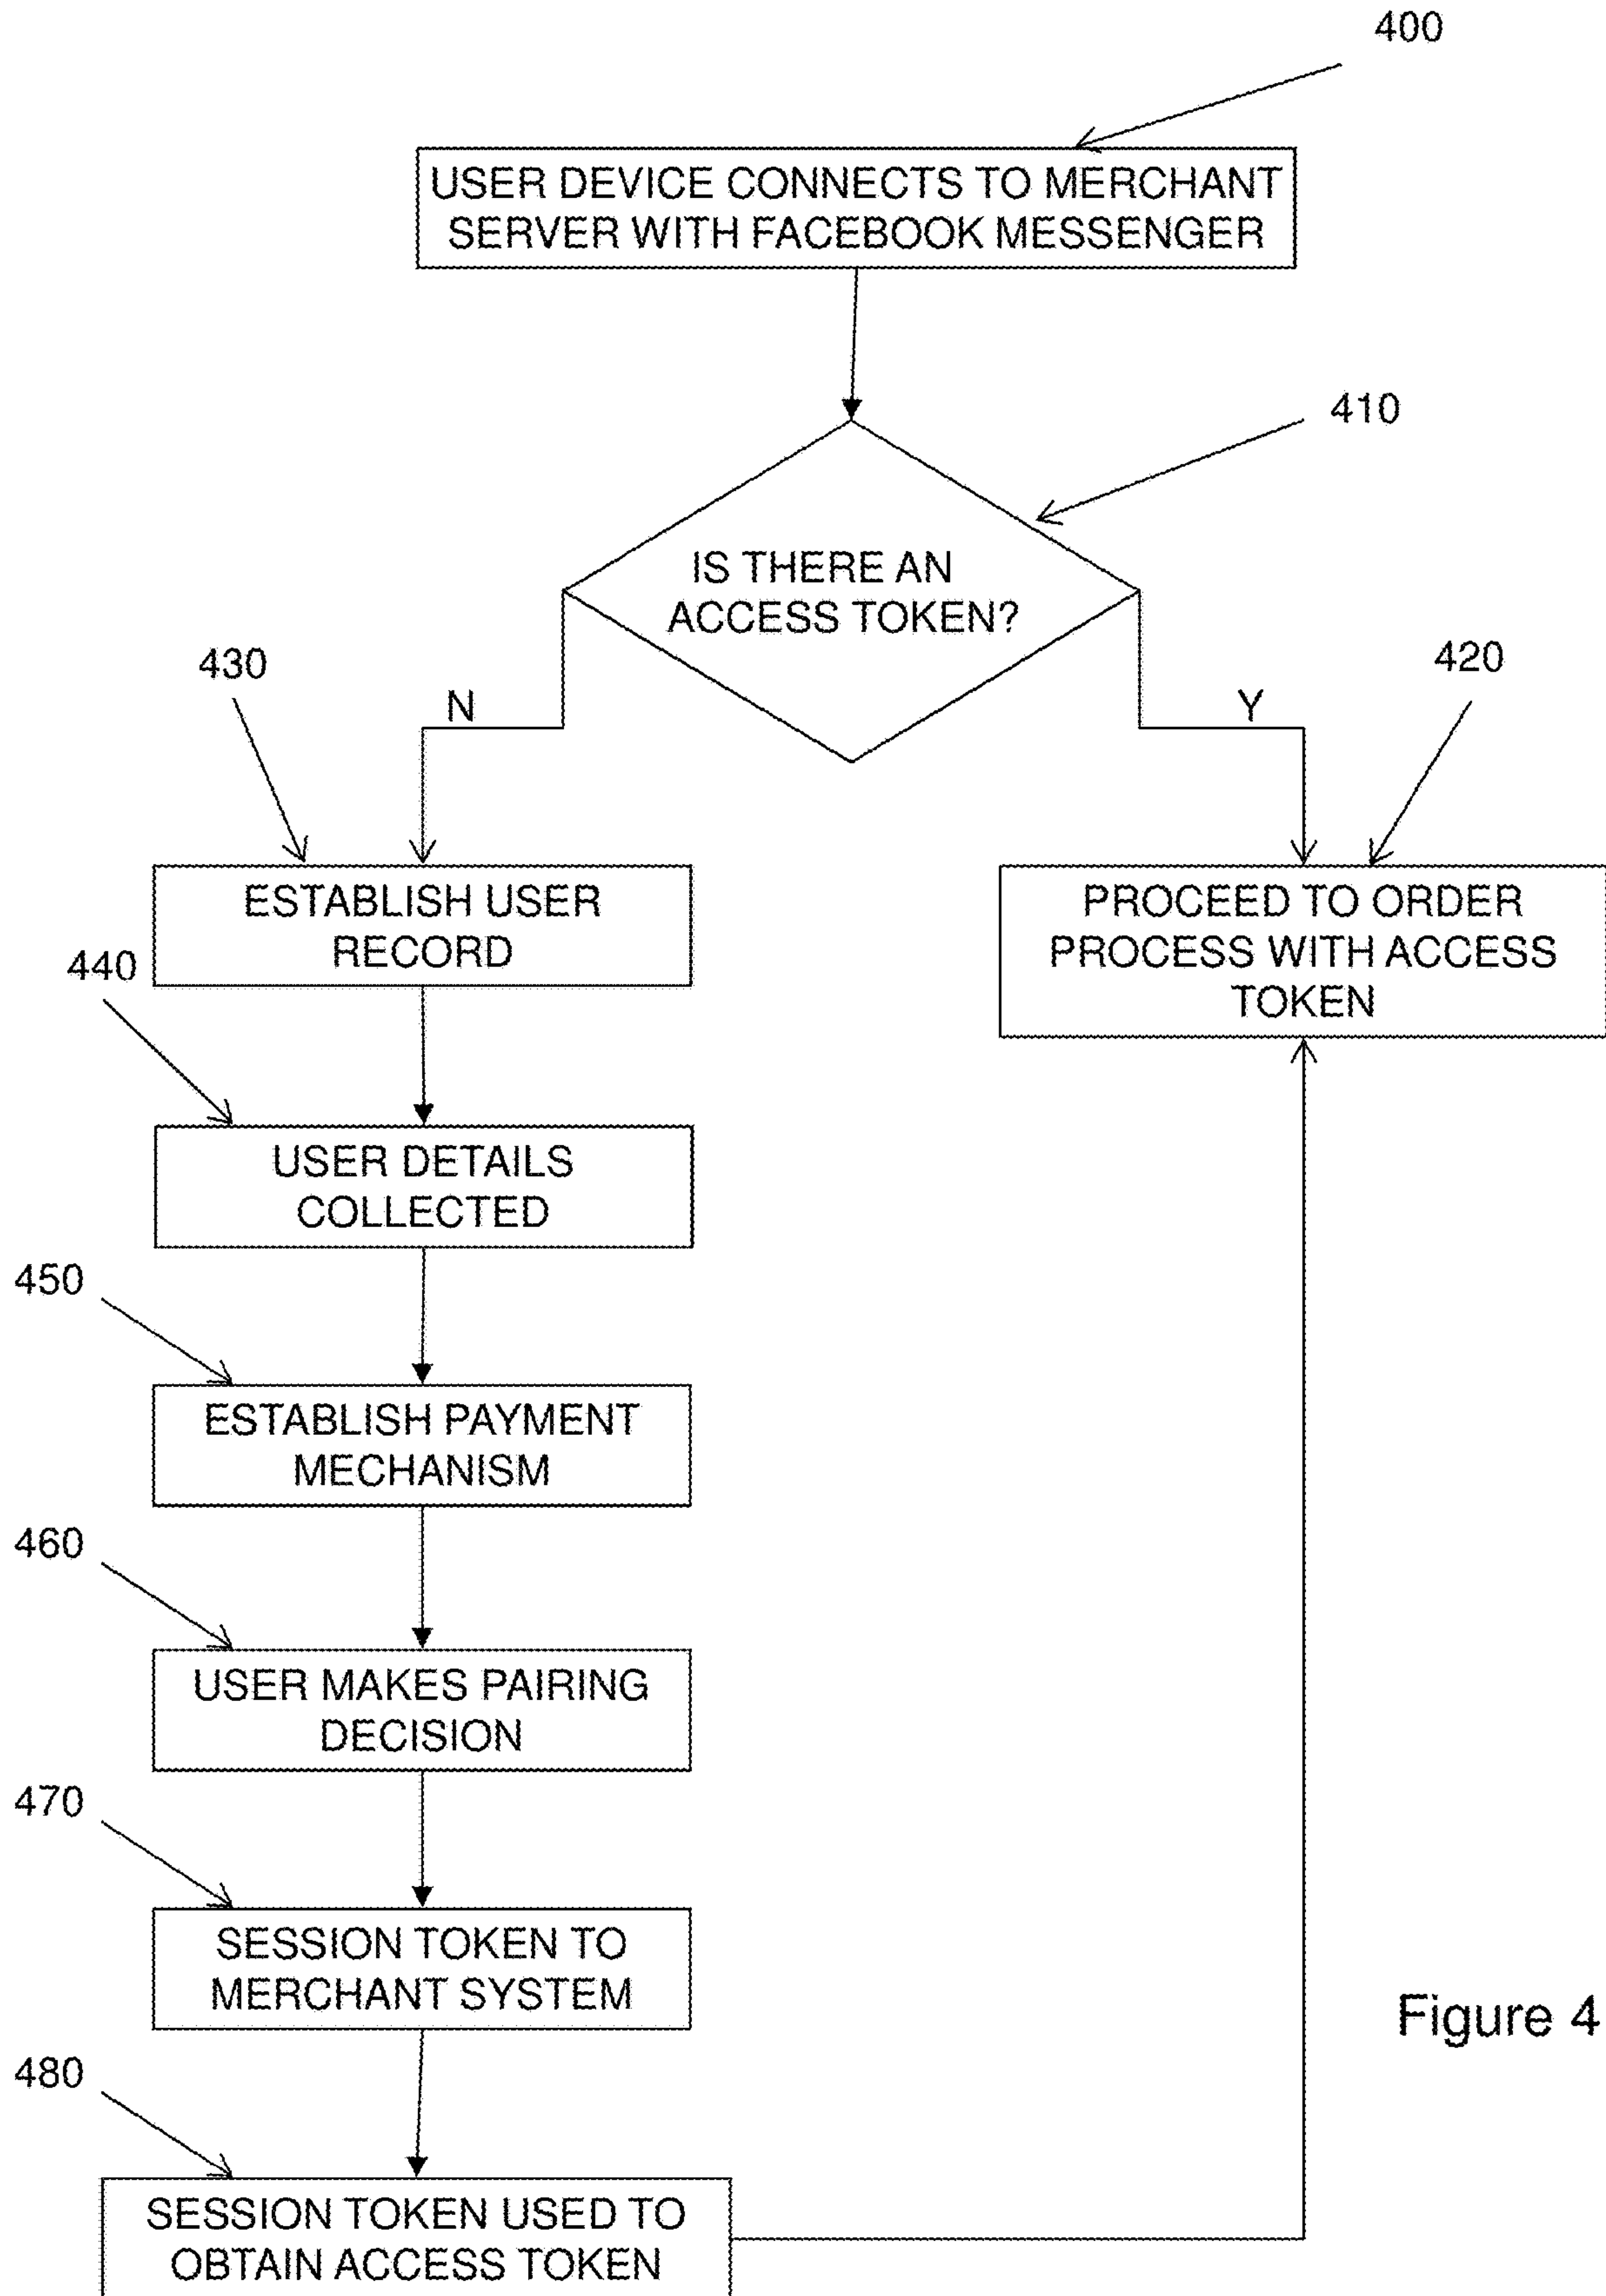 400
USER DEVICE CONNECTS TO MERCHANT
SERVER WITH FACEBOOK MESSENGER
410
IS THERE AN
ACCESS TOKEN?
430
420
N
Y
ESTABLISH USER
RECORD
PROCEED TO ORDER
PROCESS WITH ACCESS
TOKEN
440
USER DETAILS
COLLECTED
450
ESTABLISH PAYMENT
MECHANISM
460
USER MAKES PAIRING
DECISION
470
SESSION TOKEN TO
MERCHANT SYSTEM
Figure 4
480
SESSION TOKEN USED TO
OBTAIN ACCESS TOKEN